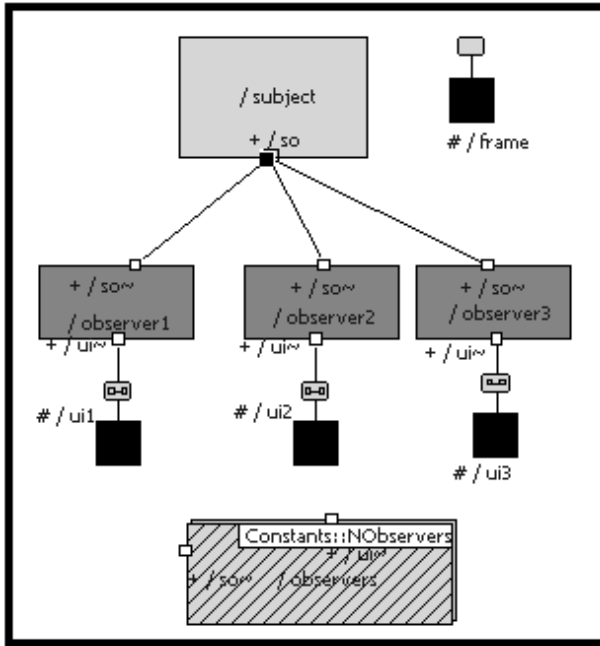 / subject
+ / so
# / frame
+ / so~
/ observer1
+ / ui~
+ / so~
/ observer2
+ / ui~
+ / so~
/ observer3
+ / ui~
# / ui1
# / ui2
# / ui3
Constants::NObservers
+ / ui~
+ / so~ / observers